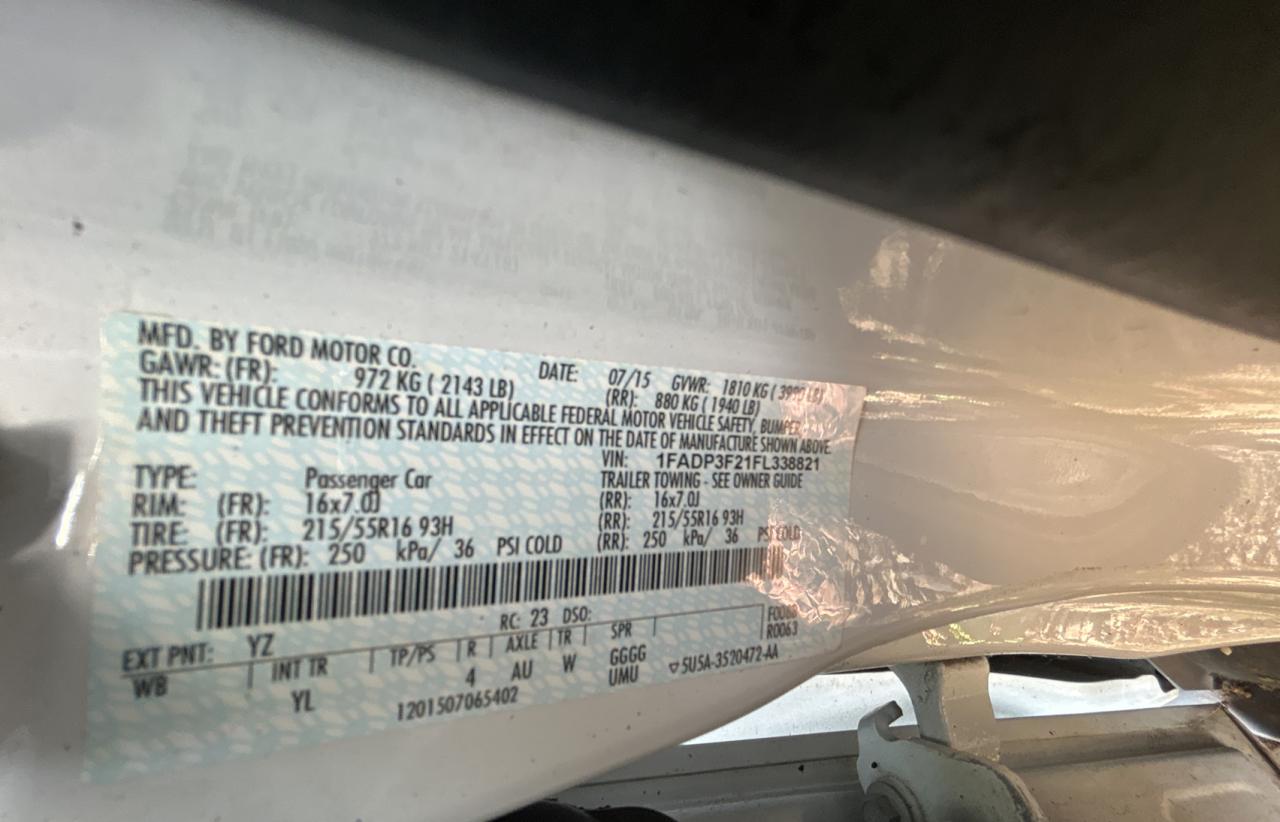 MFD. BY FORD MOTOR CO.
DATE: 07/15 GVWR: 1810 KG
GAWR: (FR): 972 KG ( 2143 LB) (RR): 880 KG ( 1940 LB)
THIS VEHICLE CONFORMS TO ALL APPLICABLE FEDERAL MOTOR VEHICLE SAFETY, BUMPER
AND THEFT PREVENTION STANDARDS IN EFFECT ON THE DATE OF MANUFACTURE SHOWN ABOVE.
VIN: 1FADP3F21FL338821
TYPE: Passenger Car TRAILER TOWING - SEE OWNER GUIDE
RIM: (FR): 16x7.0J (RR): 16x7.0J
TIRE: (FR): 215/55R16 93H (RR): 215/55R16 93H
PRESSURE: (FR): 250 kPa/ 36 PSI COLD (RR): 250 kPa/ 36 PSI COLD
RC: 23 DSO: R0063
EXT PNT: YZ
WB INT TR TP/PS R AXLE TR SPR
YL 4 AU W GGGG
UMU
1201507065402 ▽5U5A-3520472-AA